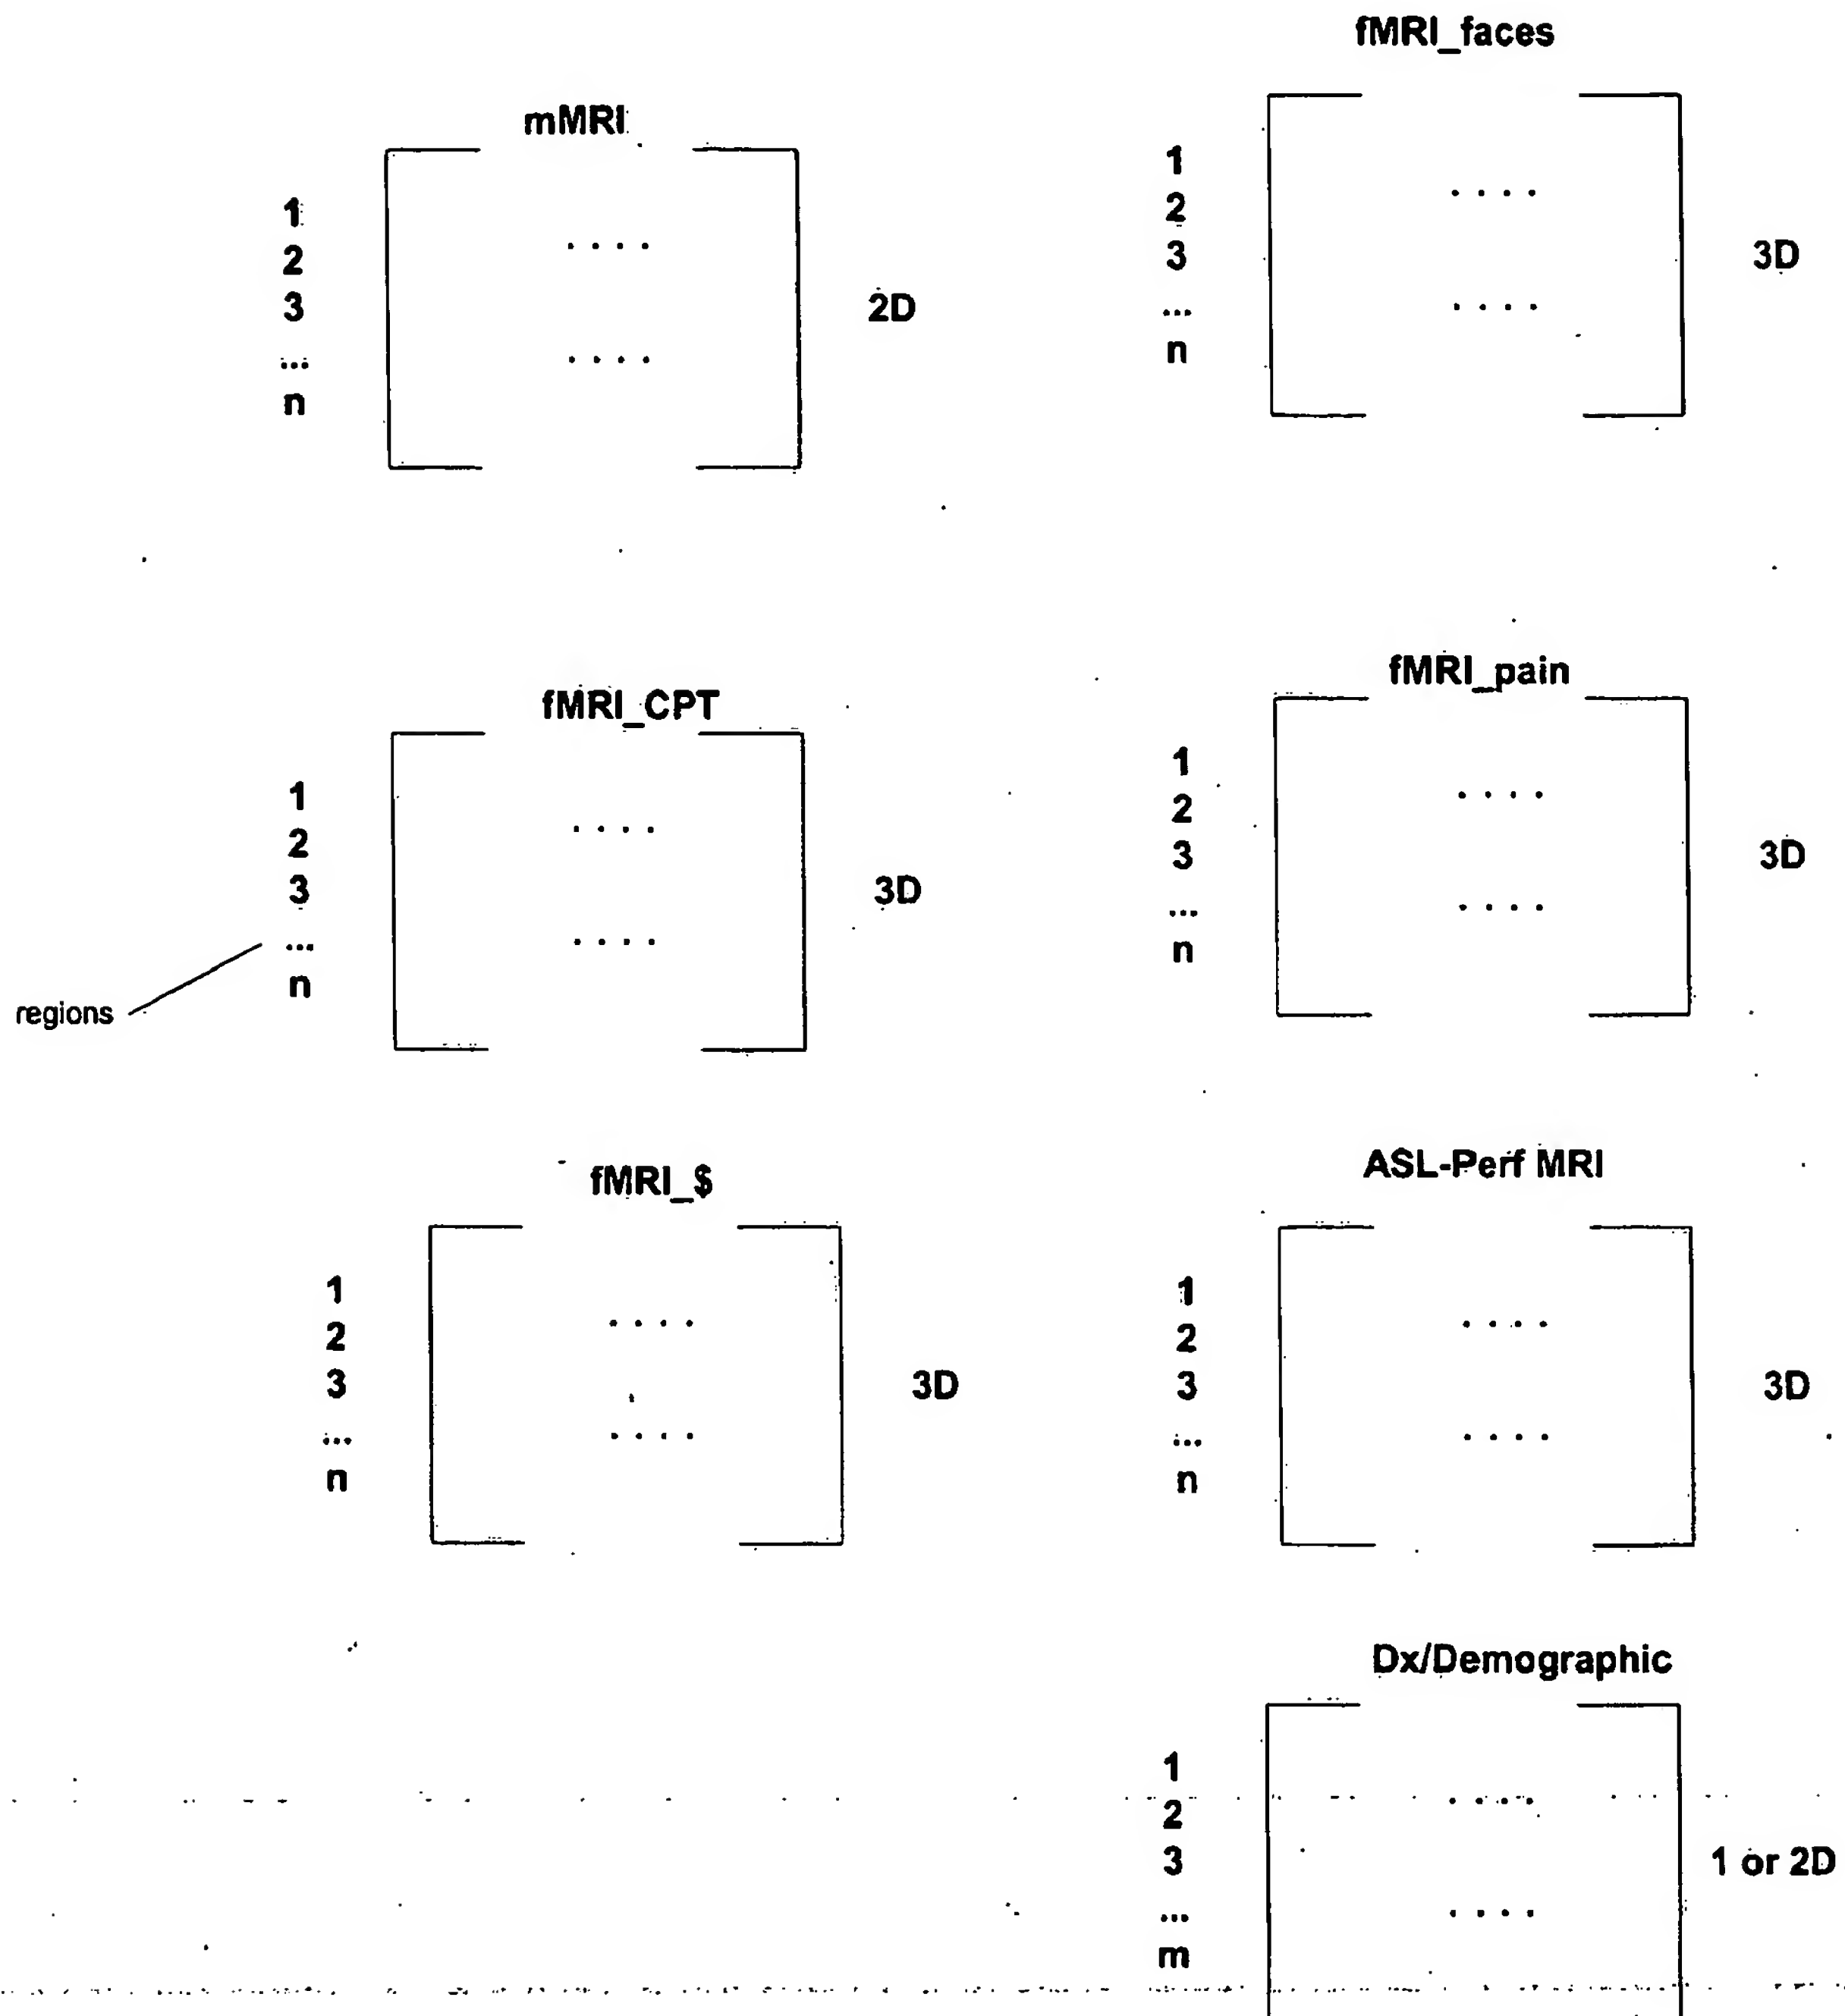 fMRI_faces
1
2
3
...
n
3D
mMRI
1
2
3
...
n
2D
fMRI_pain
1
2
3
...
n
3D
fMRI_CPT
1
2
3
...
n
3D
regions
ASL-Perf MRI
1
2
3
...
n
3D
fMRI_$
1
2
3
...
n
3D
Dx/Demographic
1
2
3
...
m
1 or 2D